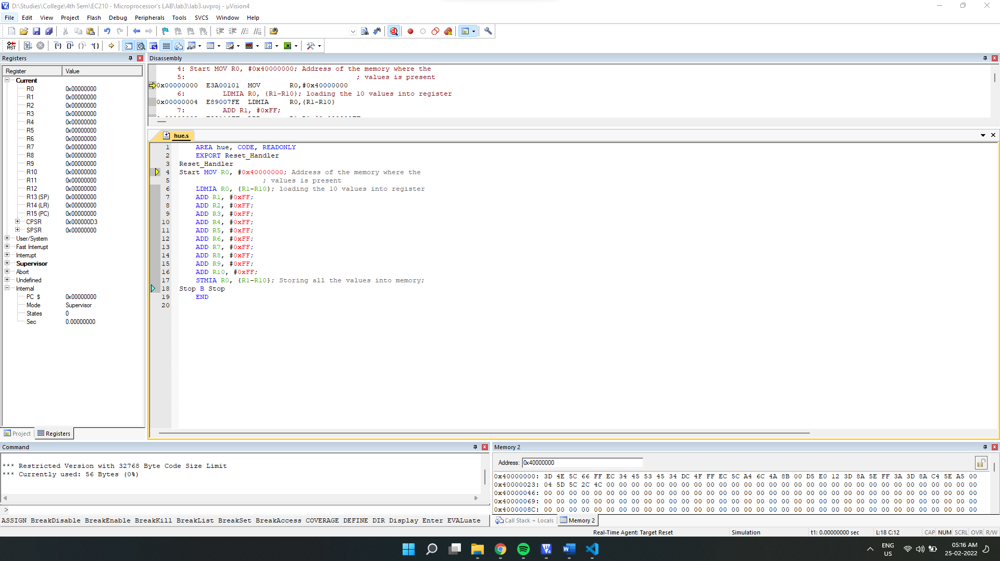 D:\Studies\College\4th Sem\EC210 - Microprocessor's LAB\lab3\lab3.uvproj - µVision4
File Edit View Project Flash Debug Peripherals Tools SVCS Window Help
Registers
Register Value
Current
R0 0x00000000
R1 0x00000000
R2 0x00000000
R3 0x00000000
R4 0x00000000
R5 0x00000000
R6 0x00000000
R7 0x00000000
R8 0x00000000
R9 0x00000000
R10 0x00000000
R11 0x00000000
R12 0x00000000
R13 (SP) 0x00000000
R14 (LR) 0x00000000
R15 (PC) 0x00000000
CPSR 0x000000D3
SPSR 0x00000000
User/System
Fast Interrupt
Interrupt
Supervisor
Abort
Undefined
Internal
PC $ 0x00000000
Mode Supervisor
States 0
Sec 0.00000000
Project Registers
Disassembly
4: Start MOV R0, #0x40000000; Address of the memory where the
5: ; values is present
0x00000000 E3A00101 MOV R0,#0x40000000
6: LDMIA R0, {R1-R10}; loading the 10 values into register
0x00000004 E89007FE LDMIA R0,{R1-R10}
7: ADD R1, #0xFF;
hue.s
1 AREA hue, CODE, READONLY
2 EXPORT Reset_Handler
3 Reset_Handler
4 Start MOV R0, #0x40000000; Address of the memory where the
5 ; values is present
6 LDMIA R0, {R1-R10}; loading the 10 values into register
7 ADD R1, #0xFF;
8 ADD R2, #0xFF;
9 ADD R3, #0xFF;
10 ADD R4, #0xFF;
11 ADD R5, #0xFF;
12 ADD R6, #0xFF;
13 ADD R7, #0xFF;
14 ADD R8, #0xFF;
15 ADD R9, #0xFF;
16 ADD R10, #0xFF;
17 STMIA R0, {R1-R10}; Storing all the values into memory;
18 Stop B Stop
19 END
20
Command
*** Restricted Version with 32768 Byte Code Size Limit
*** Currently used: 56 Bytes (0%)
>
ASSIGN BreakDisable BreakEnable BreakKill BreakList BreakSet BreakAccess COVERAGE DEFINE DIR Display Enter EVALuate
Memory 2
Address: 0x40000000
0x40000000: 3D 4E 5C 66 FF EC 34 45 53 45 34 DC 4F FF EC 5C A4 6C 4A 8B 00 D5 E0 12 3D 8A 5E FF 3A 3D 8A C4 5E A5 00
0x40000023: 04 5D 5C 2C 4C 00 00 00 00 00 00 00 00 00 00 00 00 00 00 00 00 00 00 00 00 00 00 00 00 00 00 00 00 00 00
0x40000046: 00 00 00 00 00 00 00 00 00 00 00 00 00 00 00 00 00 00 00 00 00 00 00 00 00 00 00 00 00 00 00 00 00 00 00
0x40000069: 00 00 00 00 00 00 00 00 00 00 00 00 00 00 00 00 00 00 00 00 00 00 00 00 00 00 00 00 00 00 00 00 00 00 00
0x4000008C: 00 00 00 00 00 00 00 00 00 00 00 00 00 00 00 00 00 00 00 00 00 00 00 00 00 00 00 00 00 00 00 00 00 00 00
Call Stack + Locals Memory 2
Real-Time Agent: Target Reset Simulation t1: 0.00000000 sec L:18 C:12 CAP NUM SCRL OVR R/W
ENG
US
05:16 AM
25-02-2022